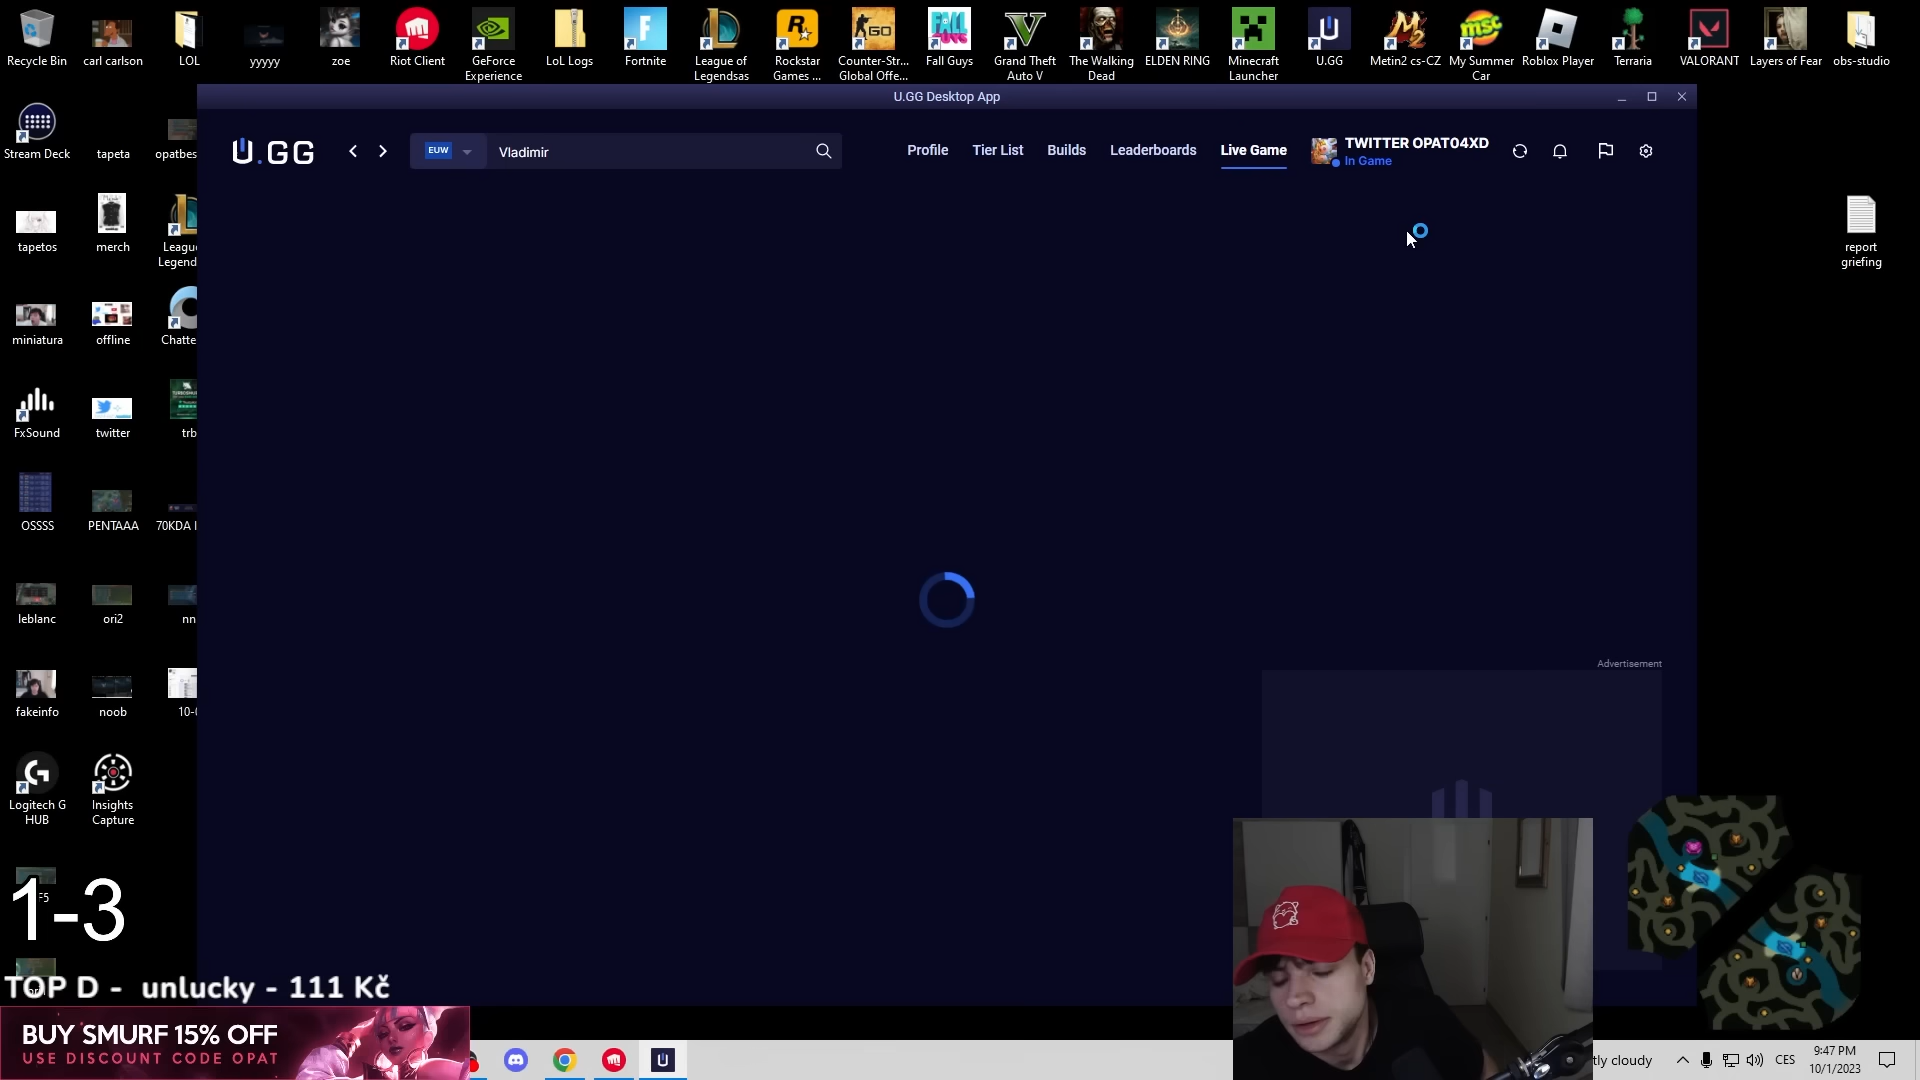 Recycle Bin
carl carlson
LOL
yyyyy
zoe
Riot Client
GeForce Experience
LoL Logs
Fortnite
League of Legendsas
Rockstar Games ...
Counter-Str... Global Offe...
Fall Guys
Grand Theft Auto V
The Walking Dead
ELDEN RING
Minecraft Launcher
U.GG
Metin2 cs-CZ
My Summer Car
Roblox Player
Terraria
VALORANT
Layers of Fear
obs-studio
U.GG Desktop App
U.GG
EUW
Vladimir
Profile
Tier List
Builds
Leaderboards
Live Game
TWITTER OPAT04XD
In Game
Stream Deck
tapeta
opatbes
tapetos
merch
League
Legend
report
griefing
miniatura
offline
Chatte
FxSound
twitter
trb
OSSSS
PENTAAA
70KDA
leblanc
ori2
nn
Advertisement
fakeinfo
noob
10-
Logitech G HUB
Insights Capture
1-3
TOP D - unlucky - 111 Kč
BUY SMURF 15% OFF
USE DISCOUNT CODE OPAT
tly cloudy
CES
9:47 PM
10/1/2023